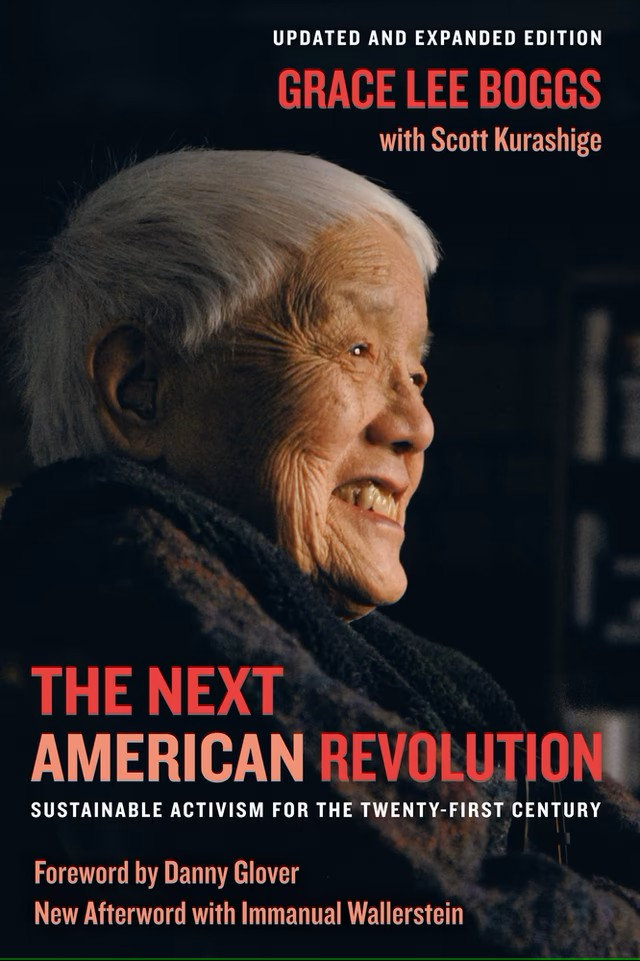 UPDATED AND EXPANDED EDITION
GRACE LEE BOGGS
with Scott Kurashige
THE NEXT
AMERICAN REVOLUTION
SUSTAINABLE ACTIVISM FOR THE TWENTY-FIRST CENTURY
Foreword by Danny Glover
New Afterword with Immanual Wallerstein